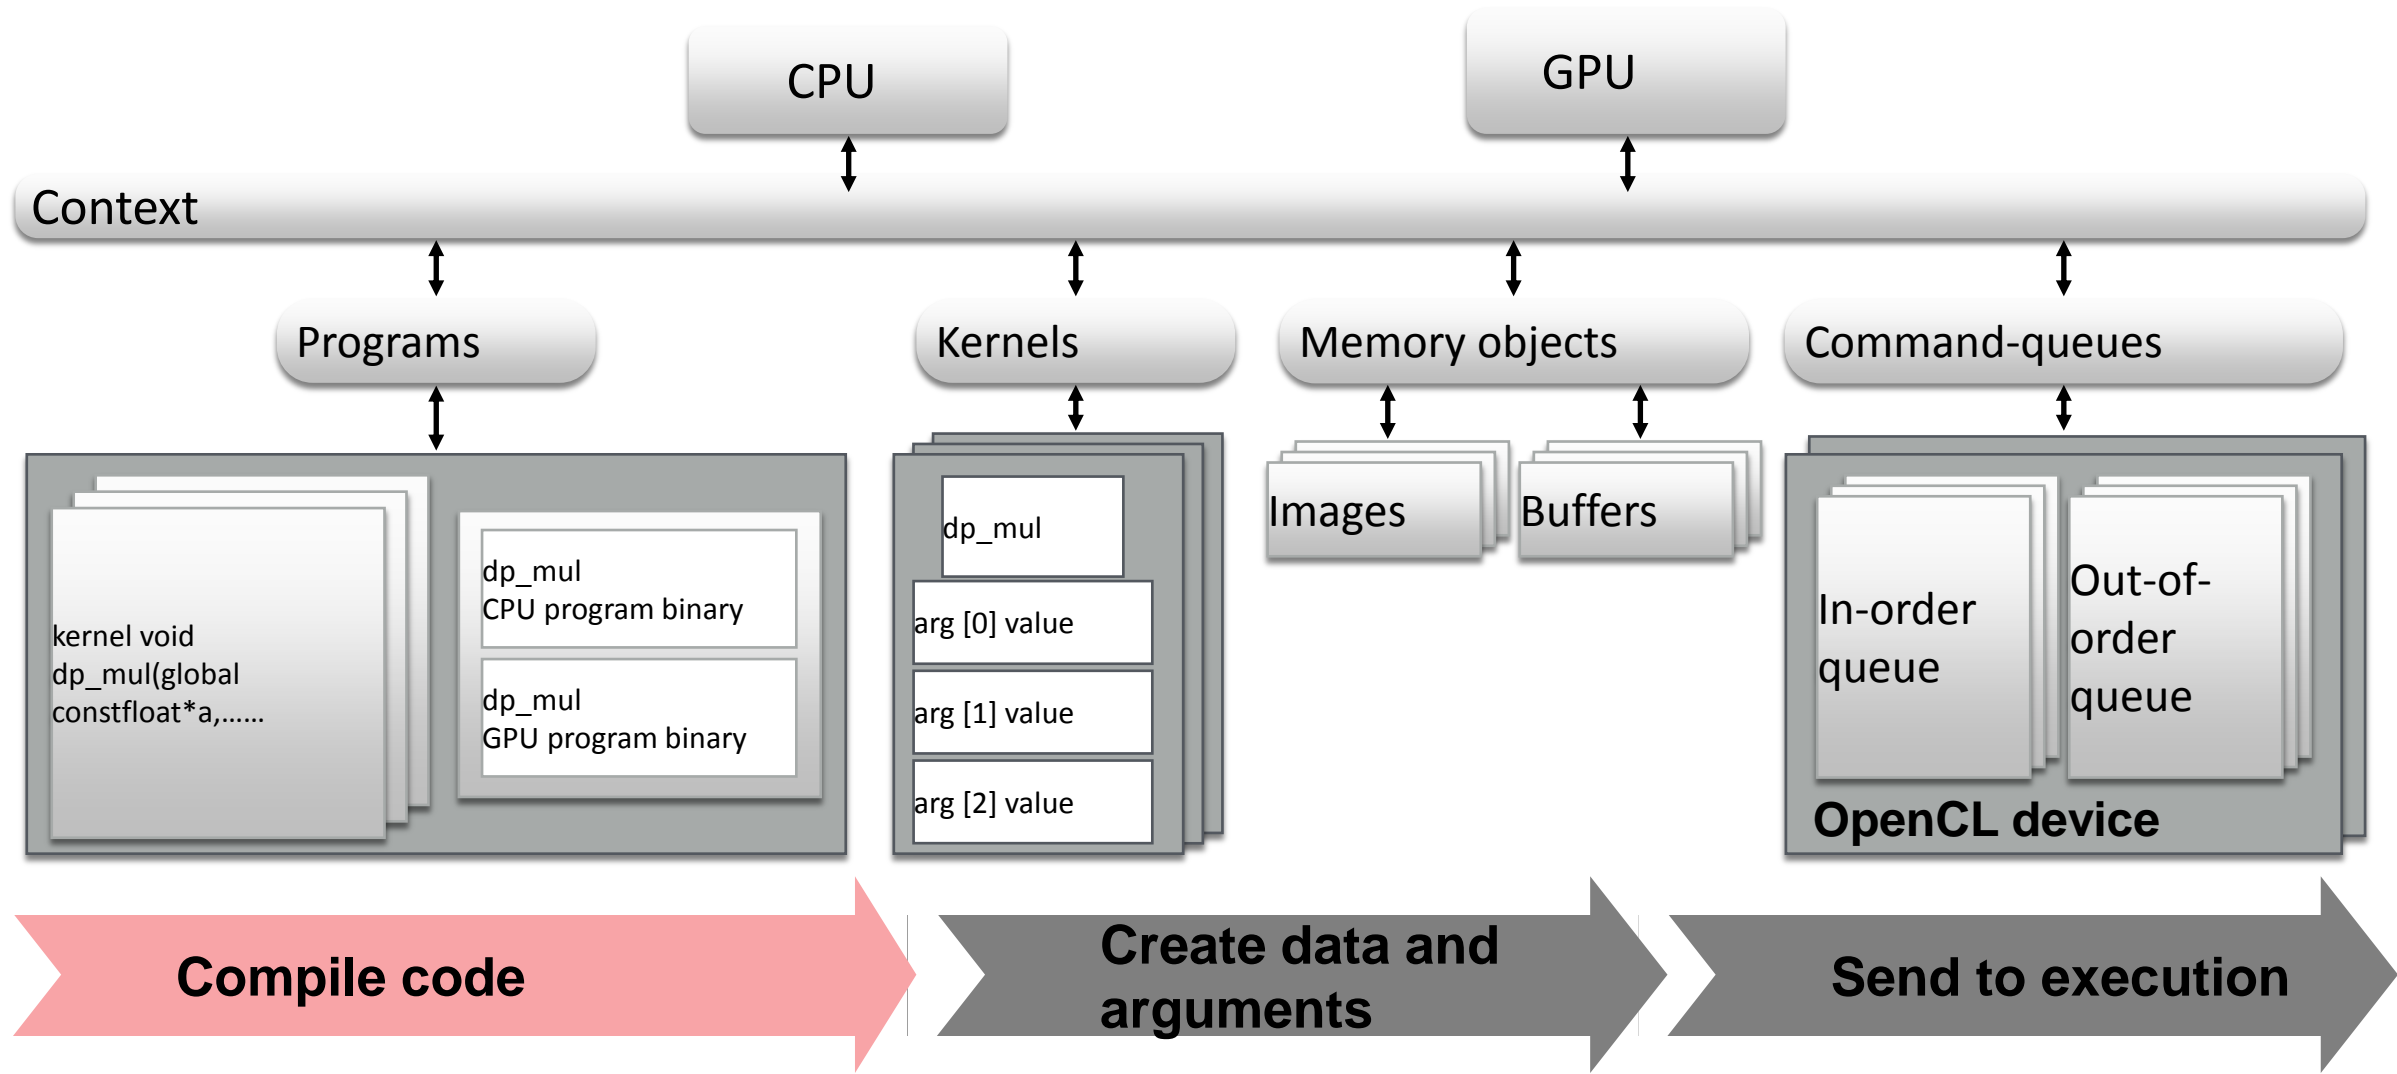 CPU
GPU
Context
Programs
Kernels
Memory objects
Command-queues
kernel void
dp_mul(global
constfloat*a,......
dp_mul
CPU program binary
dp_mul
GPU program binary
dp_mul
arg [0] value
arg [1] value
arg [2] value
Images
Buffers
In-order
queue
Out-of-
order
queue
OpenCL device
Compile code
Create data and
arguments
Send to execution